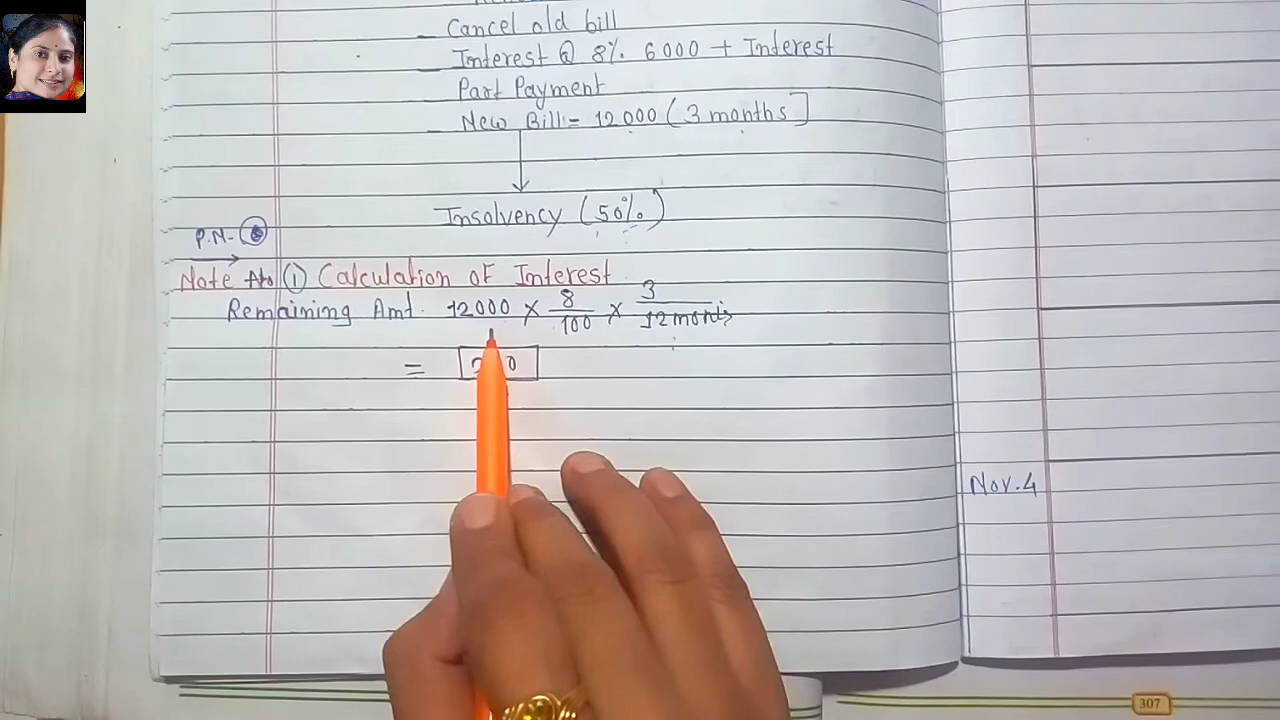 - Cancel old bill
- Interest @ 8%. 6000 + Interest
Part Payment
- New Bill = 12000 (3 months]
Insolvency (50%)
P.N.
Note No ① Calculation of Interest
Remaining Amt. 12000 × 8/100 × 3/12 months
=
Nov. 4
307